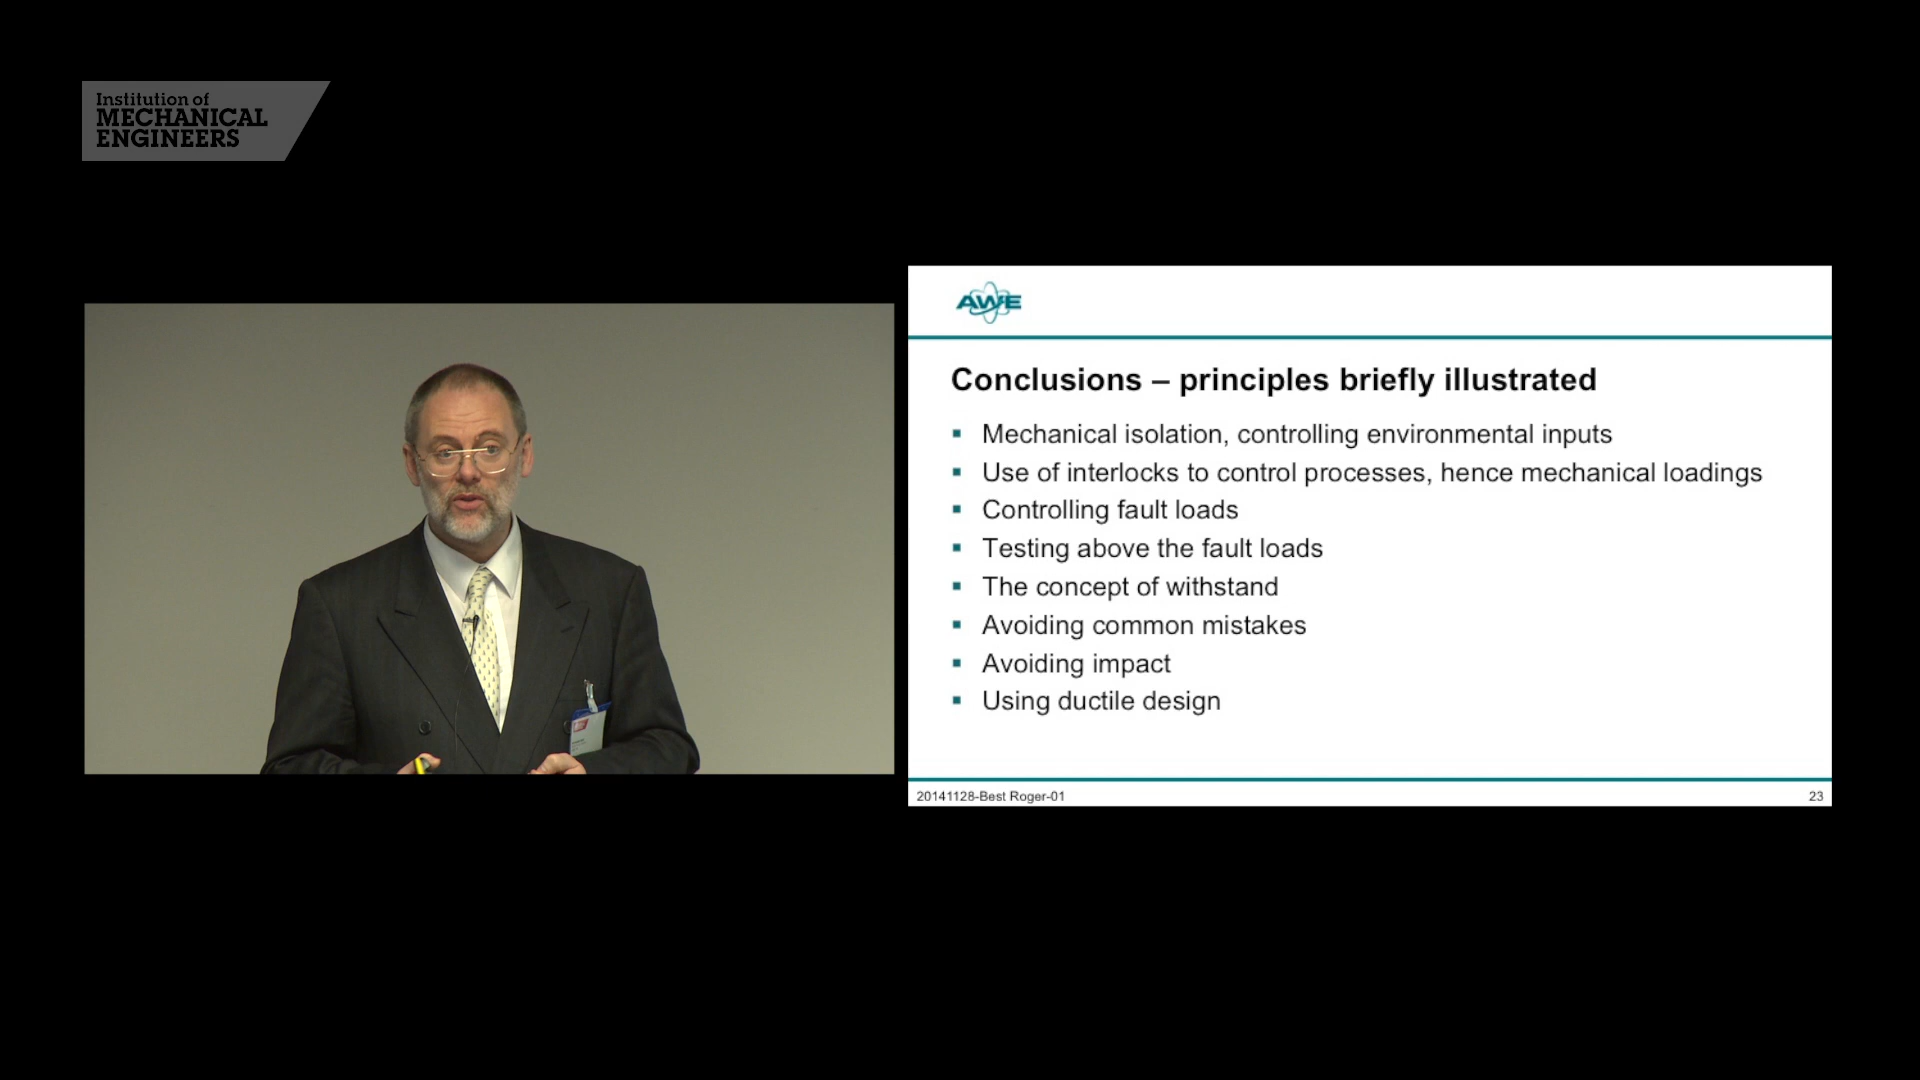 Institution of
MECHANICAL
ENGINEERS
AWE
Conclusions – principles briefly illustrated
▪ Mechanical isolation, controlling environmental inputs
▪ Use of interlocks to control processes, hence mechanical loadings
▪ Controlling fault loads
▪ Testing above the fault loads
▪ The concept of withstand
▪ Avoiding common mistakes
▪ Avoiding impact
▪ Using ductile design
20141128-Best Roger-01
23